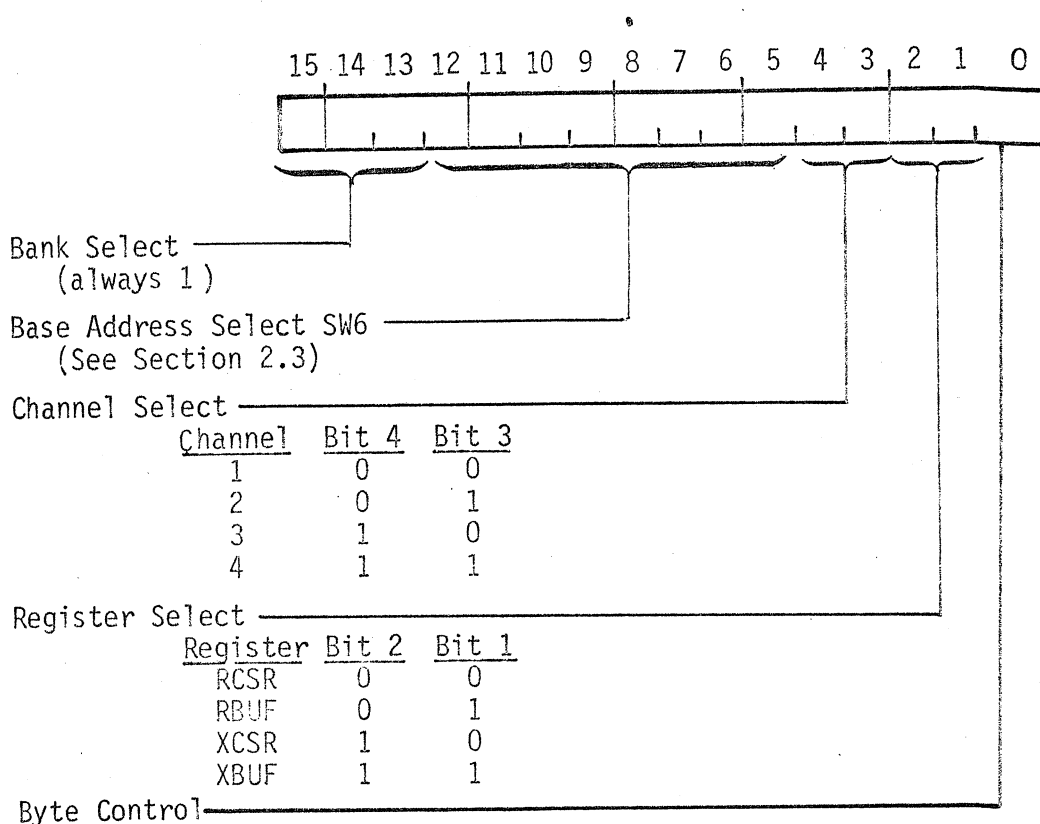 15 14 13 12 11 10 9 8 7 6 5 4 3 2 1 0
Bank Select
(always 1)
Base Address Select SW6
(See Section 2.3)
Channel Select
Channel Bit 4 Bit 3
1 0 0
2 0 1
3 1 0
4 1 1
Register Select
Register Bit 2 Bit 1
RCSR 0 0
RBUF 0 1
XCSR 1 0
XBUF 1 1
Byte Control